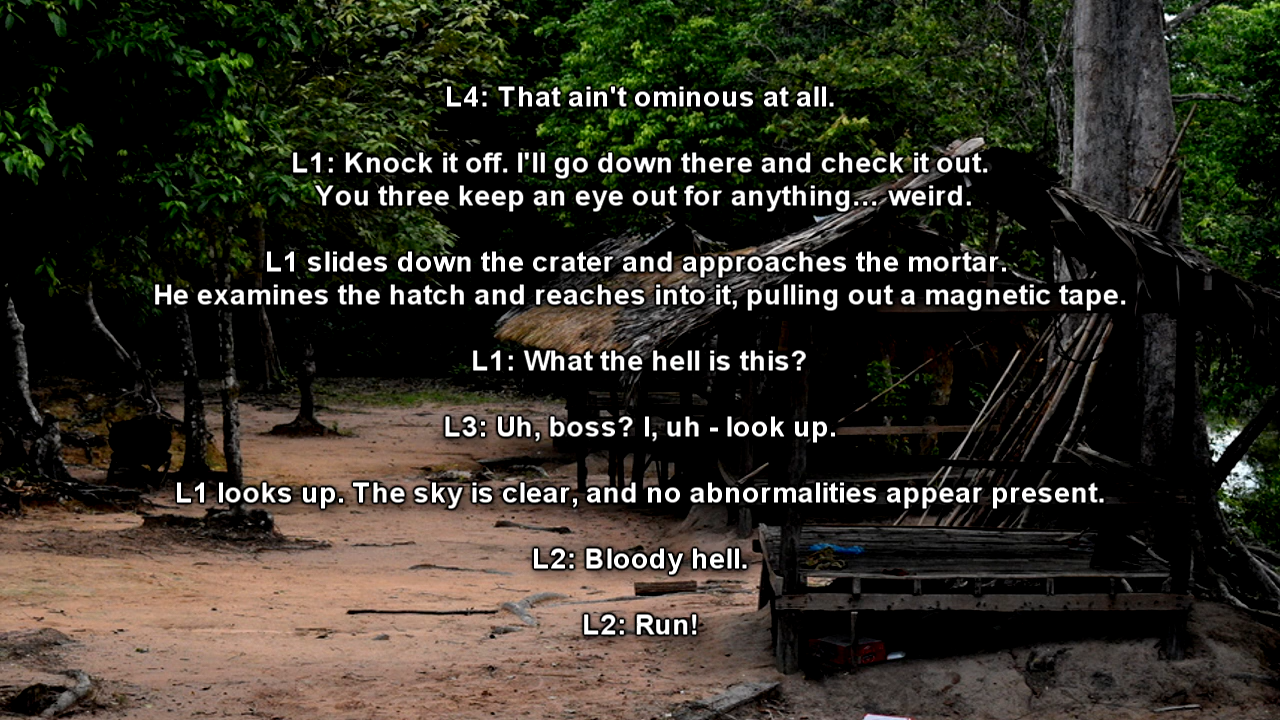 L4: That ain't ominous at all.
L1: Knock it off. I'll go down there and check it out.
You three keep an eye out for anything... weird.
L1 slides down the crater and approaches the mortar.
He examines the hatch and reaches into it, pulling out a magnetic tape.
L1: What the hell is this?
L3: Uh, boss? I, uh - look up.
L1 looks up. The sky is clear, and no abnormalities appear present.
L2: Bloody hell.
L2: Run!